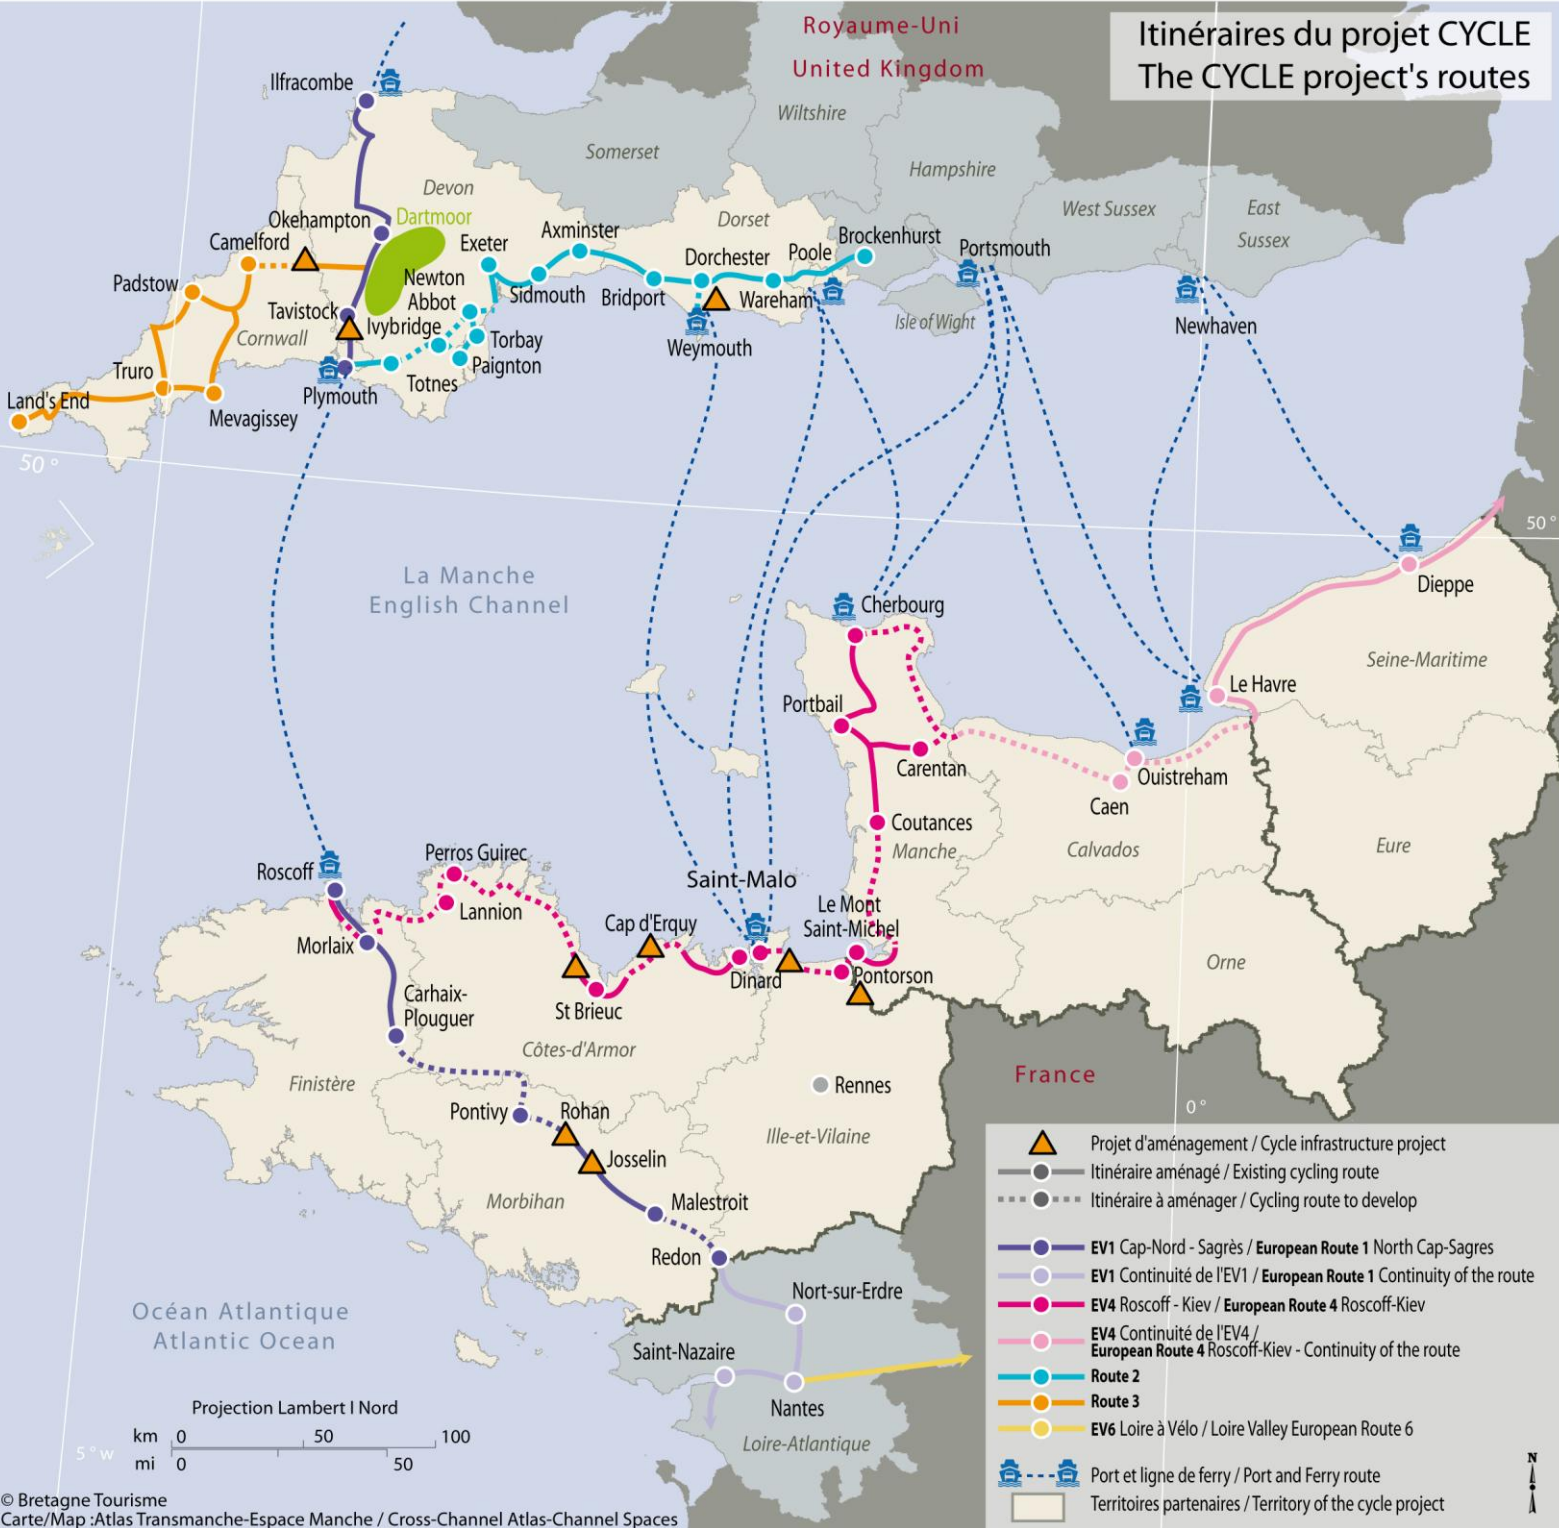 Itinéraires du projet CYCLE
The CYCLE project's routes
Royaume-Uni
United Kingdom
Ilfracombe
Wiltshire
Somerset
Hampshire
Devon
West Sussex
East
Sussex
Okehampton
Dartmoor
Dorset
Camelford
Exeter
Axminster
Brockenhurst
Portsmouth
Dorchester
Poole
Padstow
Newton
Abbot
Sidmouth
Bridport
Wareham
Tavistock
Ivybridge
Isle of Wight
Newhaven
Cornwall
Torbay
Weymouth
Truro
Paignton
Totnes
Plymouth
Land's End
Mevagissey
50 °
50 °
La Manche
English Channel
Dieppe
Cherbourg
Seine-Maritime
Le Havre
Portbail
Carentan
Ouistreham
Caen
Coutances
Manche
Calvados
Eure
Perros Guirec
Roscoff
Saint-Malo
Lannion
Le Mont
Saint-Michel
Cap d'Erquy
Morlaix
Orne
Dinard
Pontorson
Carhaix-
Plouguer
St Brieuc
Côtes-d'Armor
France
Finistère
Rennes
0 °
Pontivy
Rohan
Ille-et-Vilaine
Josselin
Morbihan
Malestroit
Redon
Nort-sur-Erdre
Océan Atlantique
Atlantic Ocean
Saint-Nazaire
Nantes
Loire-Atlantique
Projet d'aménagement / Cycle infrastructure project
Itinéraire aménagé / Existing cycling route
Itinéraire à aménager / Cycling route to develop
EV1 Cap-Nord - Sagrès / European Route 1 North Cap-Sagres
EV1 Continuité de l'EV1 / European Route 1 Continuity of the route
EV4 Roscoff - Kiev / European Route 4 Roscoff-Kiev
EV4 Continuité de l'EV4 /
European Route 4 Roscoff-Kiev - Continuity of the route
Route 2
Route 3
EV6 Loire à Vélo / Loire Valley European Route 6
Port et ligne de ferry / Port and Ferry route
Territoires partenaires / Territory of the cycle project
N
Projection Lambert I Nord
km 0 50 100
mi 0 50
5 ° w
© Bretagne Tourisme
Carte/Map :Atlas Transmanche-Espace Manche / Cross-Channel Atlas-Channel Spaces